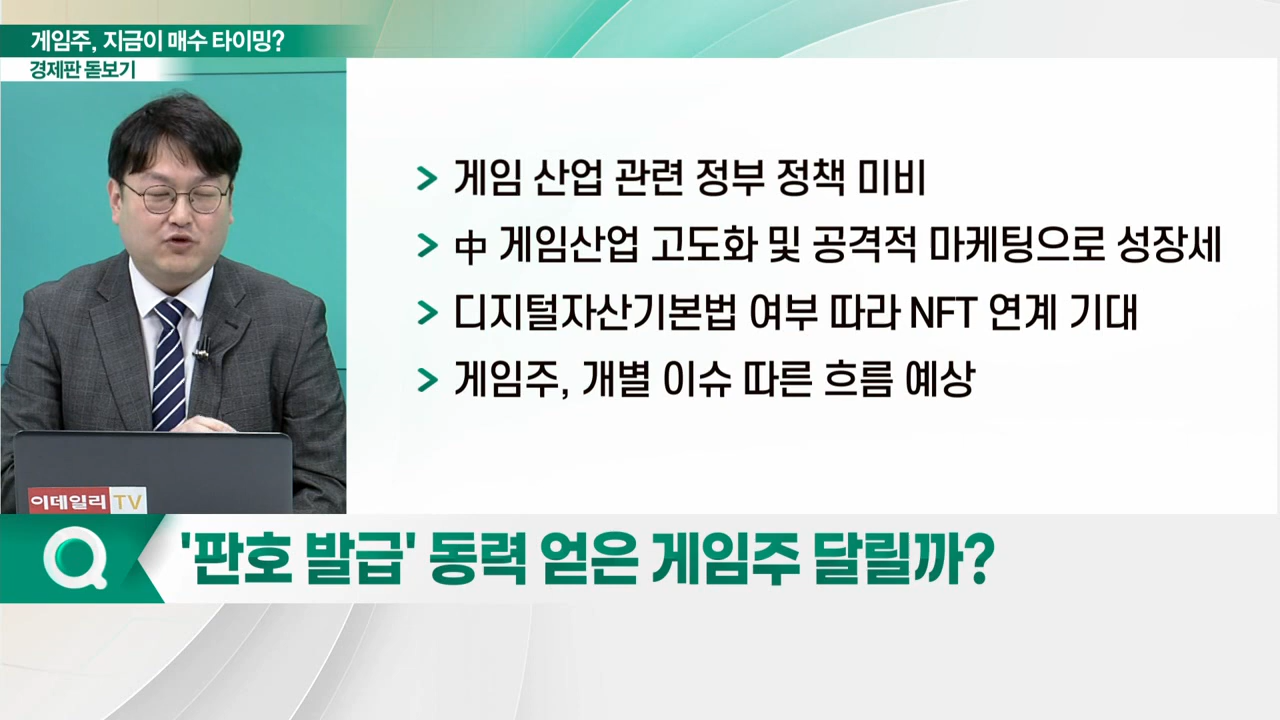 게임주, 지금이 매수 타이밍?
경제판 돋보기
> 게임 산업 관련 정부 정책 미비
> 中 게임산업 고도화 및 공격적 마케팅으로 성장세
> 디지털자산기본법 여부 따라 NFT 연계 기대
> 게임주, 개별 이슈 따른 흐름 예상
이데일리 TV
Q '판호 발급' 동력 얻은 게임주 달릴까?